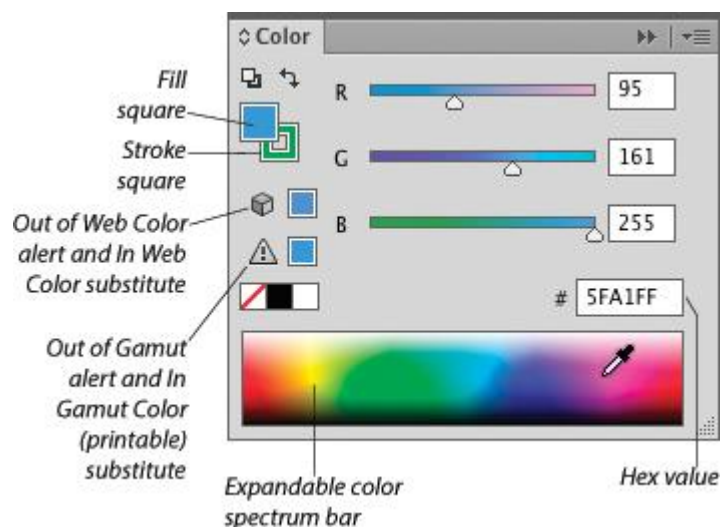 Color
Fill
square
Stroke
square
Out of Web Color
alert and In Web
Color substitute
Out of Gamut
alert and In
Gamut Color
(printable)
substitute
R 95
G 161
B 255
# 5FA1FF
Expandable color
spectrum bar
Hex value